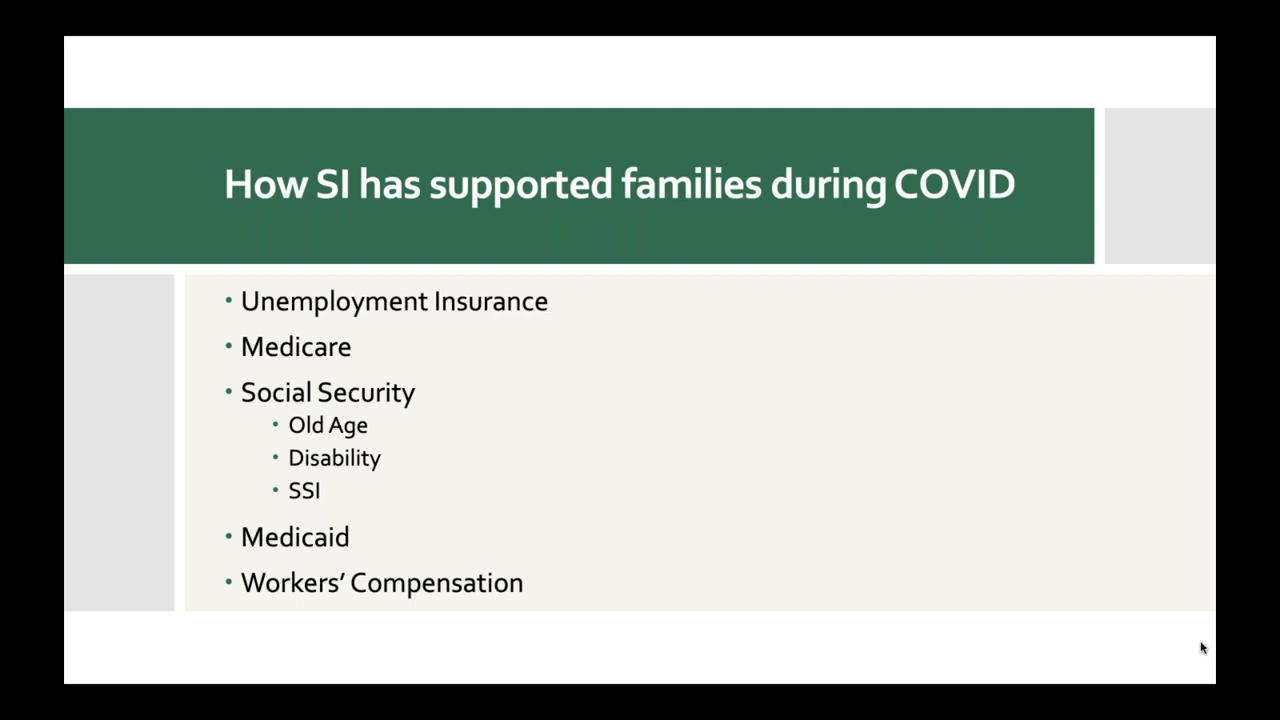 How SI has supported families during COVID
• Unemployment Insurance
• Medicare
• Social Security
• Old Age
• Disability
• SSI
• Medicaid
• Workers’ Compensation